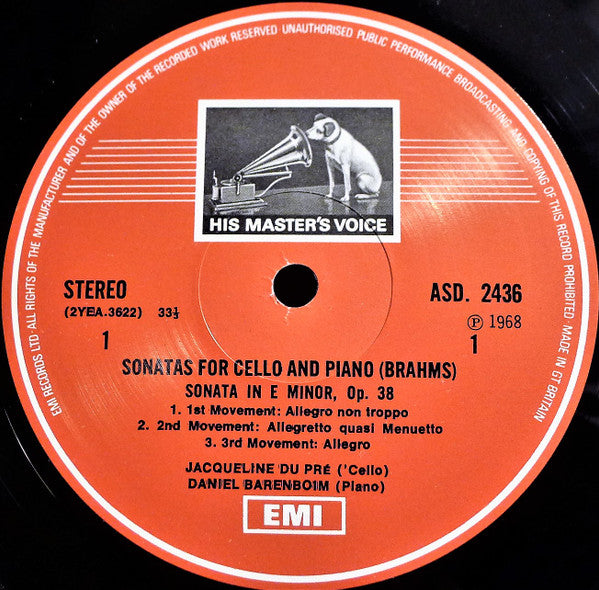 EMI RECORDS LTD · ALL RIGHTS OF THE MANUFACTURER AND OF THE OWNER OF THE RECORDED WORK RESERVED UNAUTHORISED PUBLIC PERFORMANCE BROADCASTING AND COPYING OF THIS RECORD PROHIBITED MADE IN GT BRITAIN
HIS MASTER'S VOICE
STEREO
(2YEA.3622) 33⅓
1
ASD. 2436
Ⓟ 1968
1
SONATAS FOR CELLO AND PIANO (BRAHMS)
SONATA IN E MINOR, Op. 38
1. 1st Movement: Allegro non troppo
2. 2nd Movement: Allegretto quasi Menuetto
3. 3rd Movement: Allegro
JACQUELINE DU PRÉ ('Cello)
DANIEL BARENBOIM (Piano)
EMI